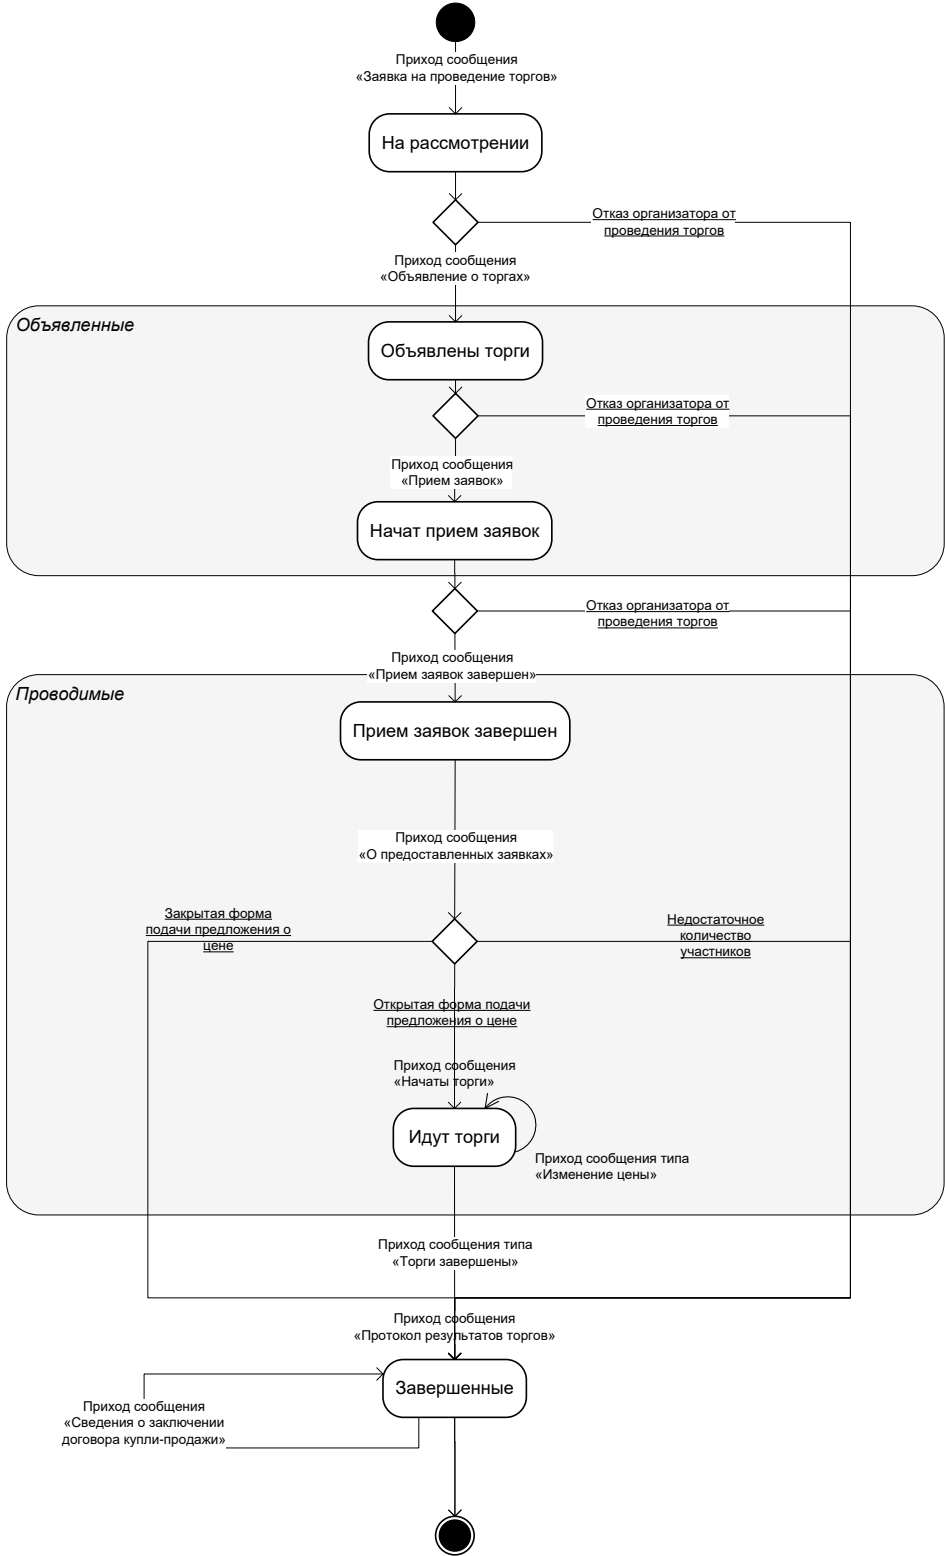 Приход сообщения
«Заявка на проведение торгов»
На рассмотрении
Отказ организатора от
проведения торгов
Приход сообщения
«Объявление о торгах»
Объявленные
Объявлены торги
Отказ организатора от
проведения торгов
Приход сообщения
«Прием заявок»
Начат прием заявок
Отказ организатора от
проведения торгов
Приход сообщения
«Прием заявок завершен»
Проводимые
Прием заявок завершен
Приход сообщения
«О предоставленных заявках»
Закрытая форма
подачи предложения о
цене
Недостаточное
количество
участников
Открытая форма подачи
предложения о цене
Приход сообщения
«Начаты торги»
Идут торги
Приход сообщения типа
«Изменение цены»
Приход сообщения типа
«Торги завершены»
Приход сообщения
«Протокол результатов торгов»
Завершенные
Приход сообщения
«Сведения о заключении
договора купли-продажи»